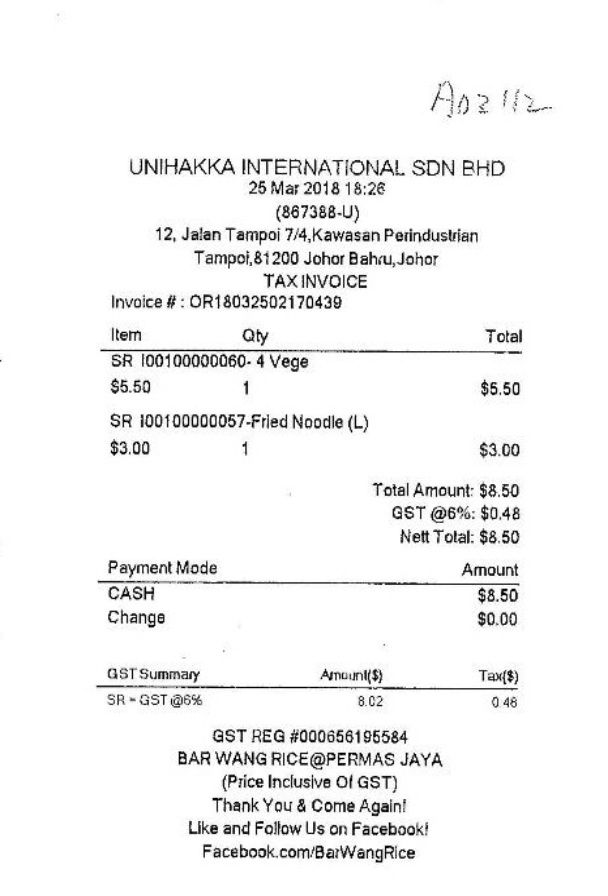 UNIHAKKA INTERNATIONAL SDN BHD
25 Mar 2018 18:26
(867388-U)
12, Jalan Tampoi 7/4,Kawasan Perindustrian
Tampoi,81200 Johor Bahru,Johor
TAX INVOICE
Invoice # : OR18032502170439
Item Qty Total
SR I00100000060- 4 Vege
$5.50 1 $5.50
SR I00100000057-Fried Noodle (L)
$3.00 1 $3.00
Total Amount: $8.50
GST @6%: $0.48
Nett Total: $8.50
Payment Mode Amount
CASH $8.50
Change $0.00
GST Summary Amount($) Tax($)
SR = GST @6% 8.02 0.48
GST REG #000656195584
BAR WANG RICE@PERMAS JAYA
(Price Inclusive Of GST)
Thank You & Come Again!
Like and Follow Us on Facebook!
Facebook.com/BarWangRice